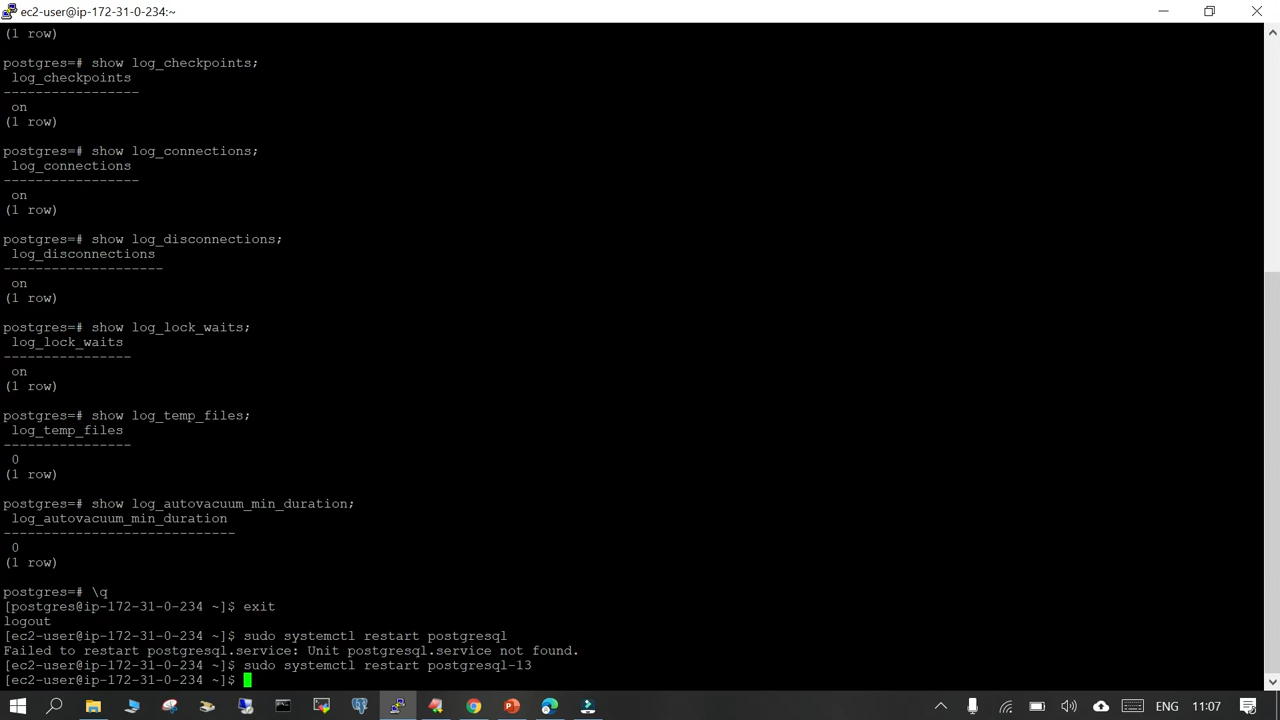 ec2-user@ip-172-31-0-234:~
(1 row)
postgres=# show log_checkpoints;
 log_checkpoints
-----------------
 on
(1 row)
postgres=# show log_connections;
 log_connections
-----------------
 on
(1 row)
postgres=# show log_disconnections;
 log_disconnections
--------------------
 on
(1 row)
postgres=# show log_lock_waits;
 log_lock_waits
----------------
 on
(1 row)
postgres=# show log_temp_files;
 log_temp_files
----------------
 0
(1 row)
postgres=# show log_autovacuum_min_duration;
 log_autovacuum_min_duration
-----------------------------
 0
(1 row)
postgres=# \q
[postgres@ip-172-31-0-234 ~]$ exit
logout
[ec2-user@ip-172-31-0-234 ~]$ sudo systemctl restart postgresql
Failed to restart postgresql.service: Unit postgresql.service not found.
[ec2-user@ip-172-31-0-234 ~]$ sudo systemctl restart postgresql-13
[ec2-user@ip-172-31-0-234 ~]$
ENG 11:07